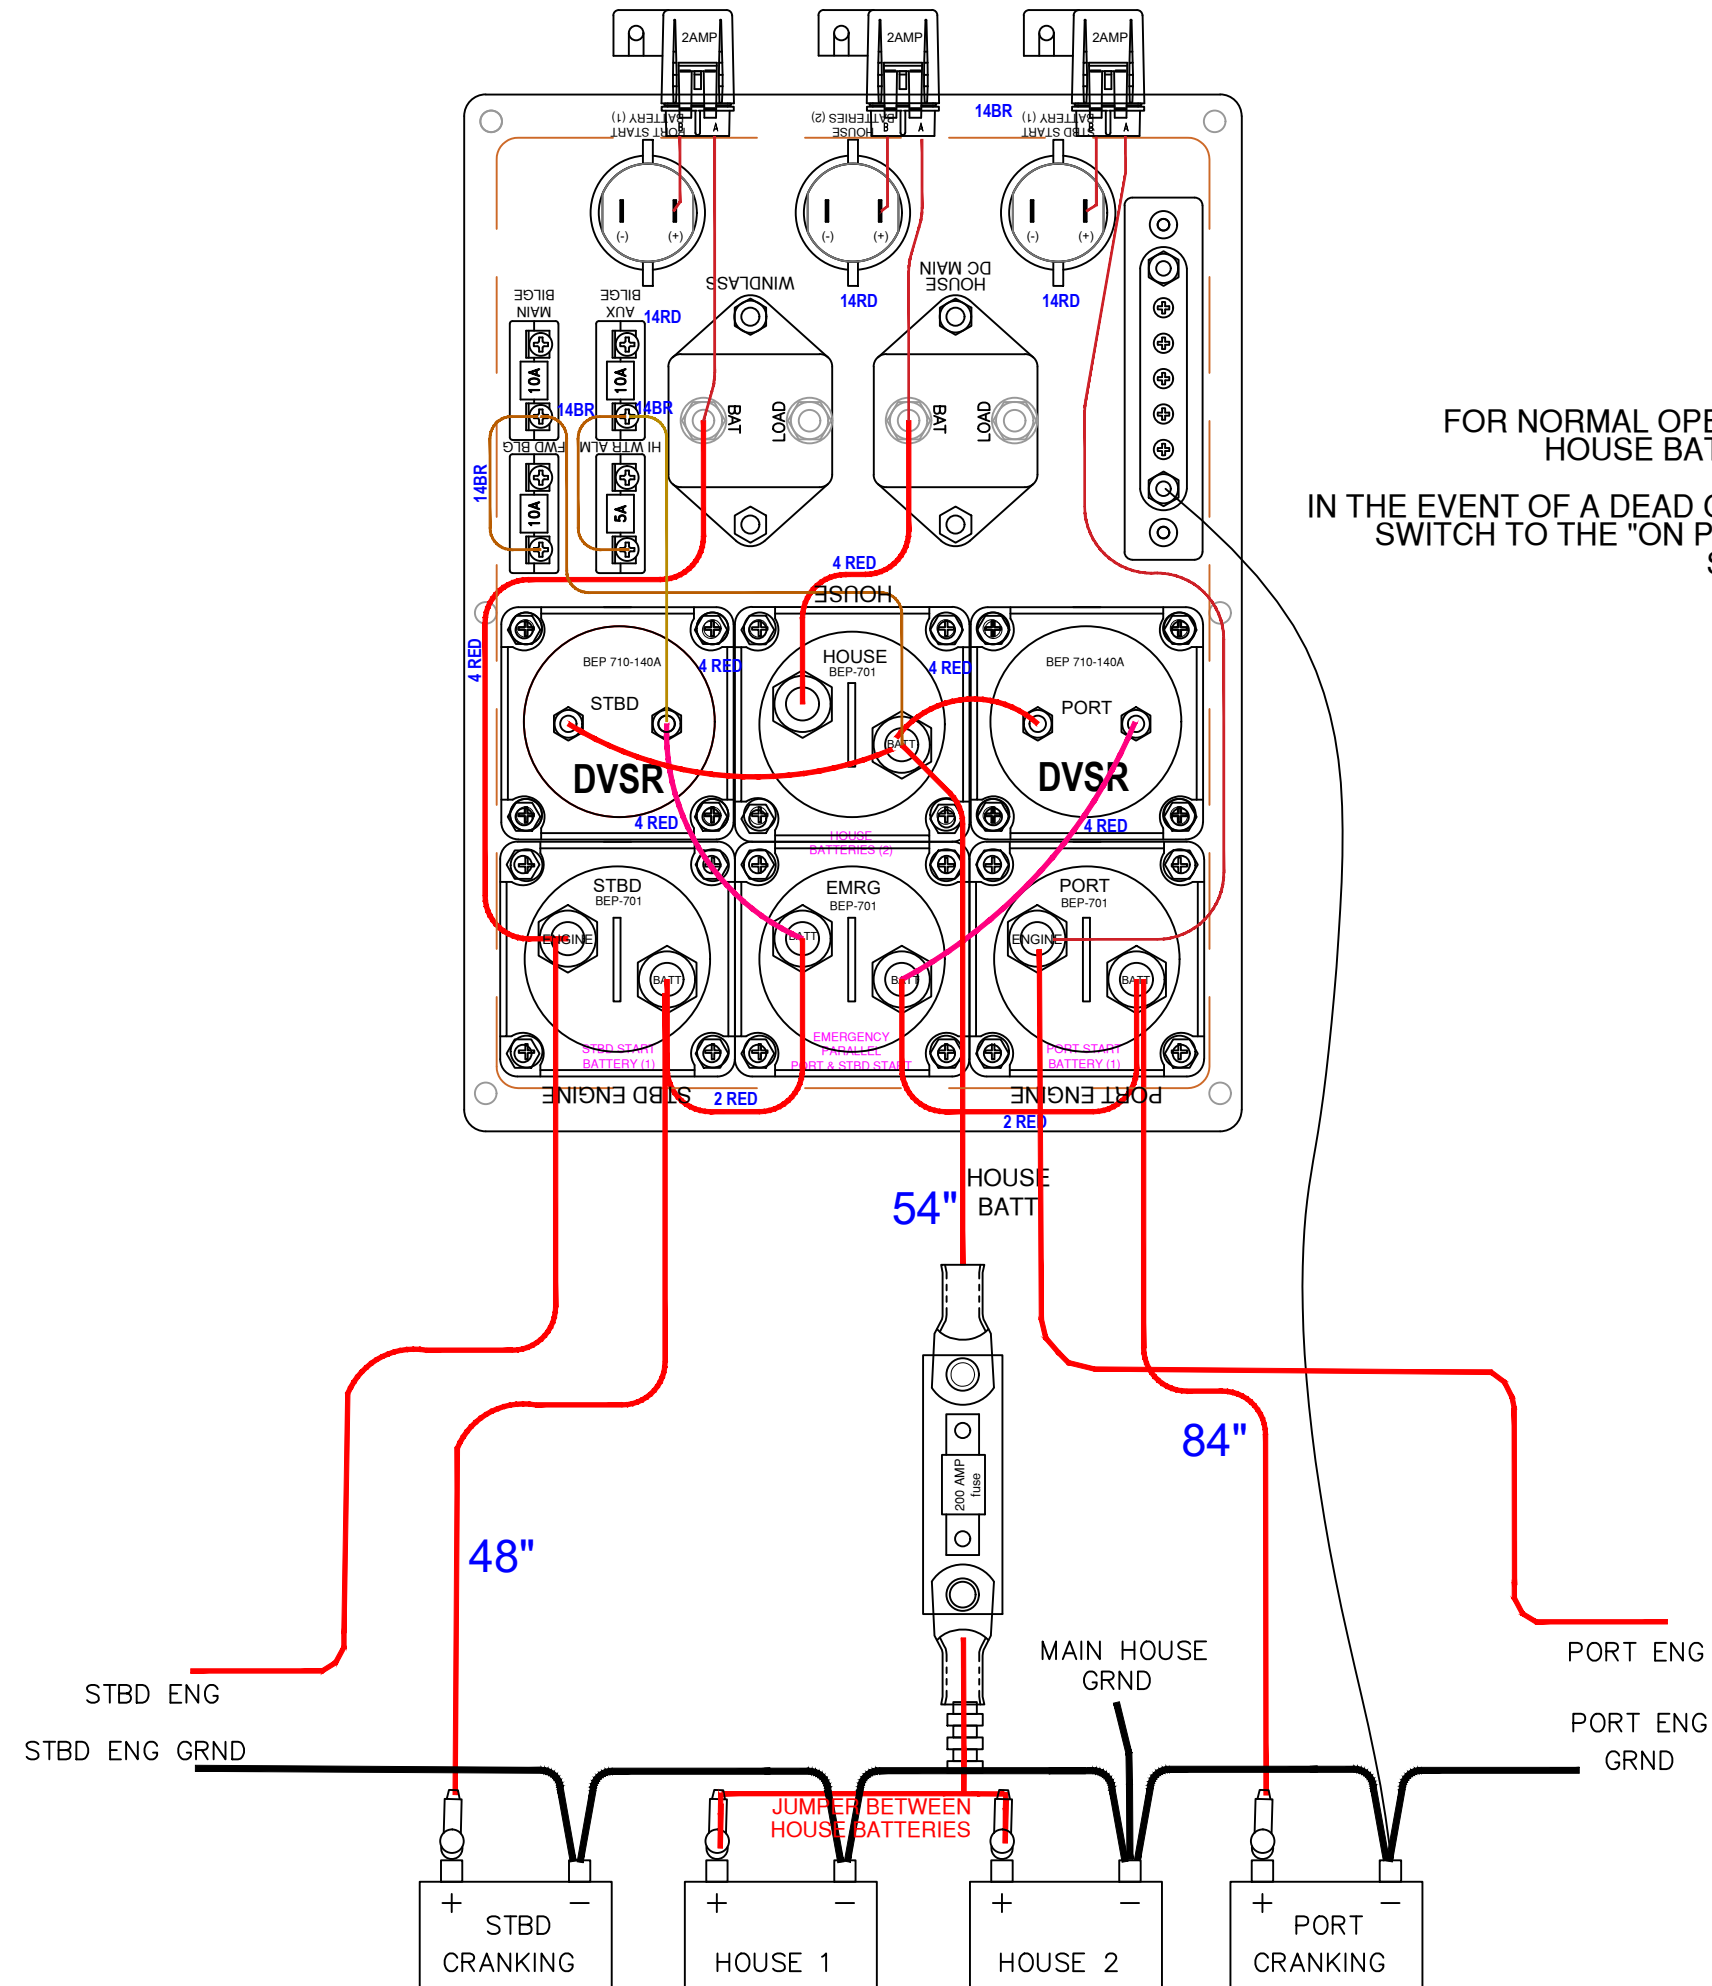 2AMP
2AMP
2AMP
PORT START
BATTERY (1)
B A
HOUSE
BATTERIES (2)
B A
14BR
STBD START
BATTERY (1)
B A
(-) (+)
(-) (+)
(-) (+)
WINDLASS
HOUSE
DC MAIN
14RD
14RD
14RD
MAIN
BILGE
AUX
BILGE
10A
10A
14BR
14BR
BAT
LOAD
BAT
LOAD
FWD BLG
HI WTR ALM
14BR
10A
5A
FOR NORMAL OPE
HOUSE BAT
IN THE EVENT OF A DEAD
SWITCH TO THE "ON P
S
4 RED
HOUSE
4 RED
BEP 710-140A
STBD
DVSR
4 RED
HOUSE
BEP-701
BATT
4 RED
BEP 710-140A
PORT
DVSR
4 RED
4 RED
HOUSE
BATTERIES (2)
STBD
BEP-701
ENGINE
BATT
STBD START
BATTERY (1)
EMRG
BEP-701
BATT
BATT
EMERGENCY
PARALLEL
PORT & STBD START
PORT
BEP-701
ENGINE
BATT
PORT START
BATTERY (1)
STBD ENGINE
2 RED
PORT ENGINE
2 RED
HOUSE
BATT
54"
84"
200 AMP
fuse
48"
MAIN HOUSE
GRND
STBD ENG
PORT ENG
STBD ENG GRND
PORT ENG
GRND
JUMPER BETWEEN
HOUSE BATTERIES
+ −
STBD
CRANKING
+ −
HOUSE 1
+ −
HOUSE 2
+ −
PORT
CRANKING